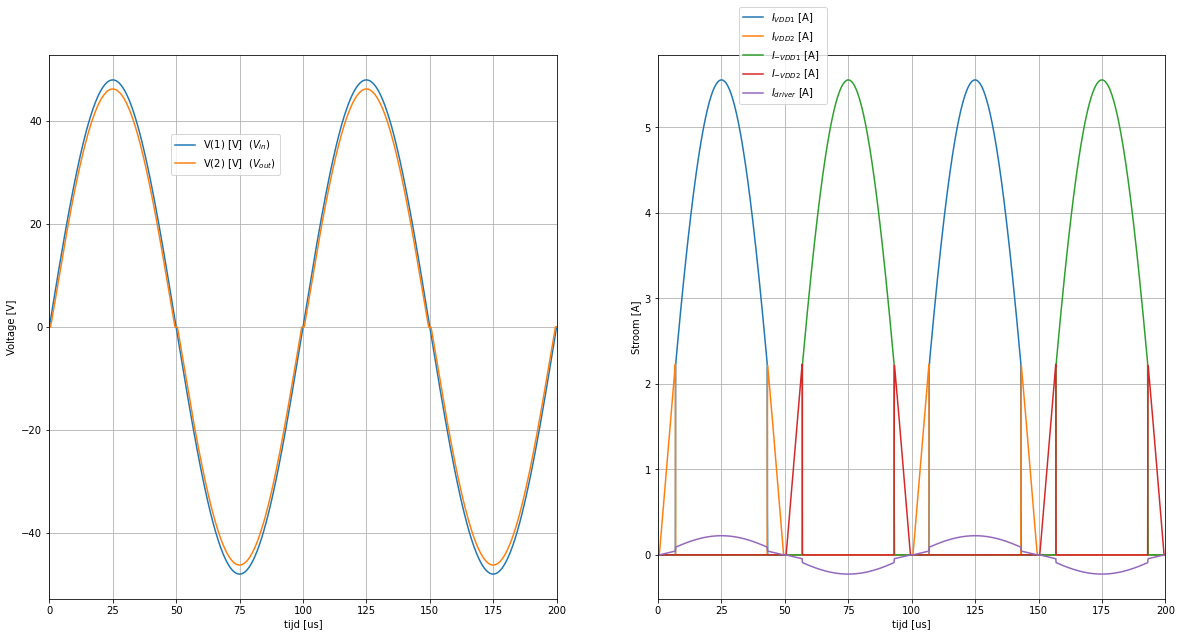 Voltage [V]
40
20
0
−20
−40
V(1) [V] (V_in)
V(2) [V] (V_out)
0 25 50 75 100 125 150 175 200
tijd [us]
I_VDD1 [A]
I_VDD2 [A]
I_−VDD1 [A]
I_−VDD2 [A]
I_driver [A]
Stroom [A]
5
4
3
2
1
0
0 25 50 75 100 125 150 175 200
tijd [us]